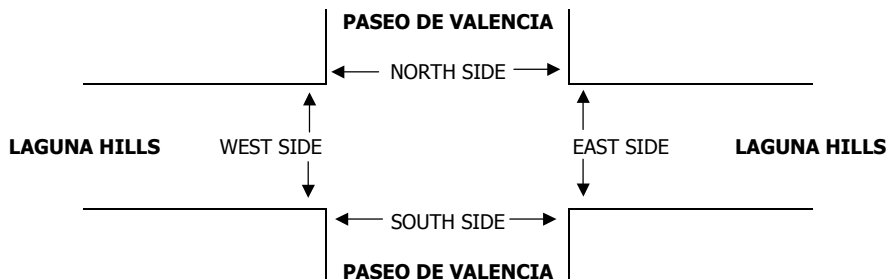 PASEO DE VALENCIA
NORTH SIDE
LAGUNA HILLS WEST SIDE EAST SIDE LAGUNA HILLS
SOUTH SIDE
PASEO DE VALENCIA